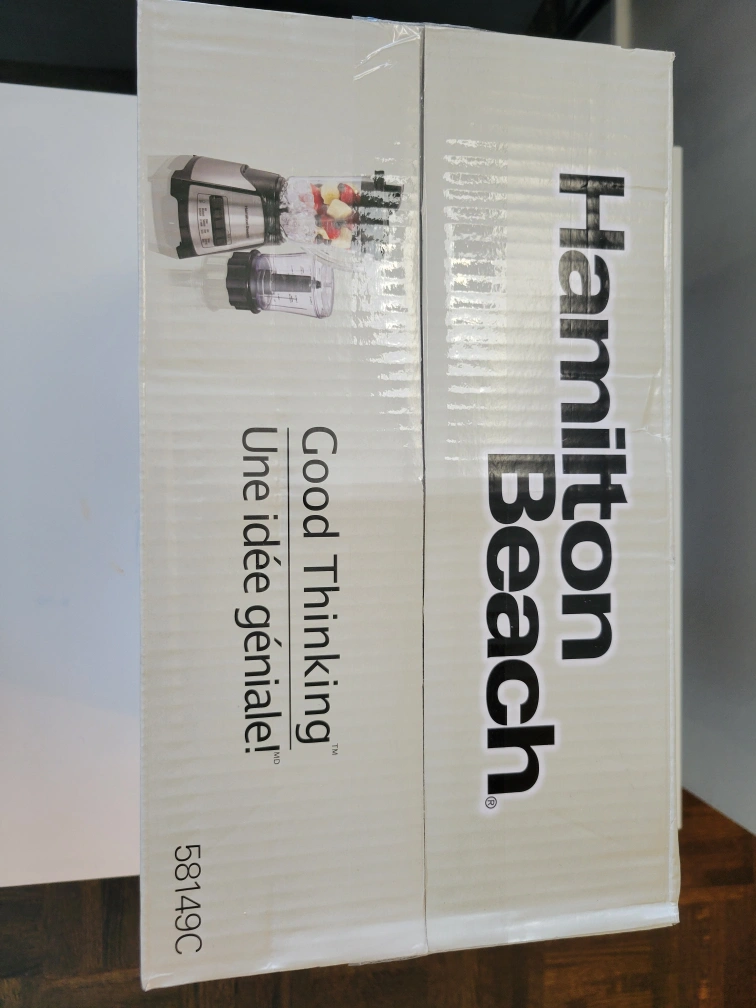 Hamilton
Beach®
Good Thinking™
Une idée géniale!MD
58149C